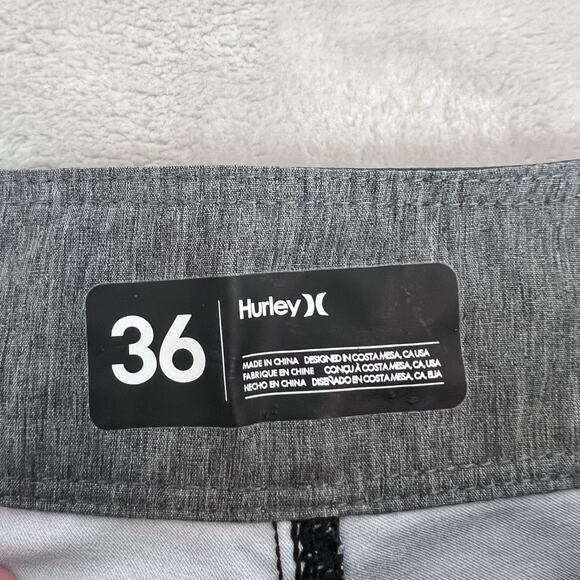 36
Hurley
MADE IN CHINA DESIGNED IN COSTA MESA, CA USA
FABRIQUE EN CHINE CONÇU À COSTA MESA, CA, USA
HECHO EN CHINA DISEÑADO EN COSTA MESA, CA, EUA